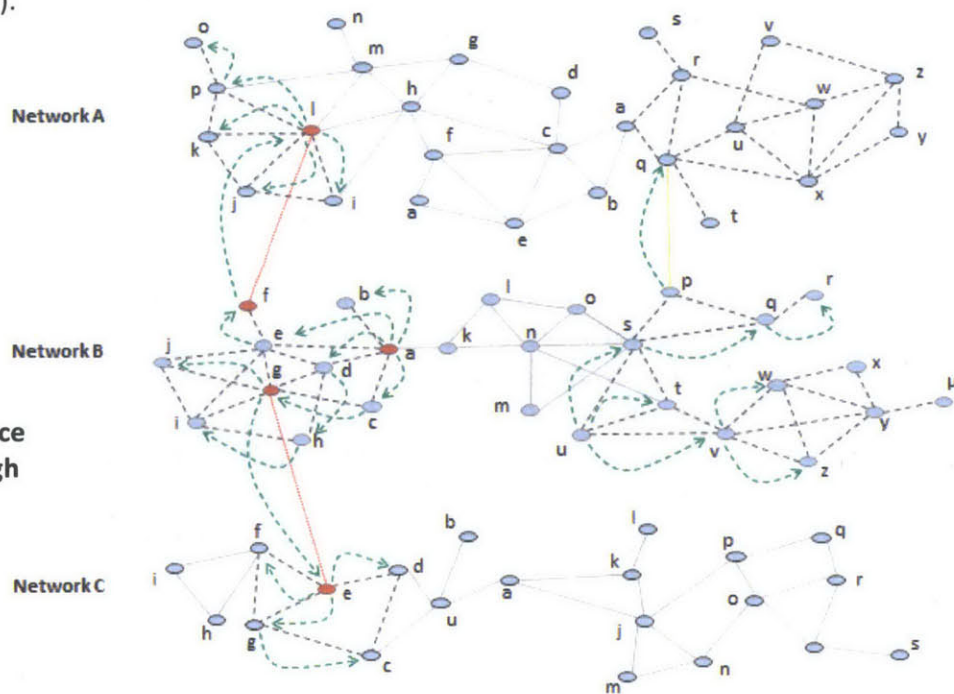 ).
o n m g s v
p h d r z
Network A l f c a w
k q u y
j i a b x
e t
f b l o p q r
Network B e k n s
j g a w x
d m t k
i h c u v y
ce z
gh
f b l p q
Network C i e d k r
h u a o
g j
c m n s